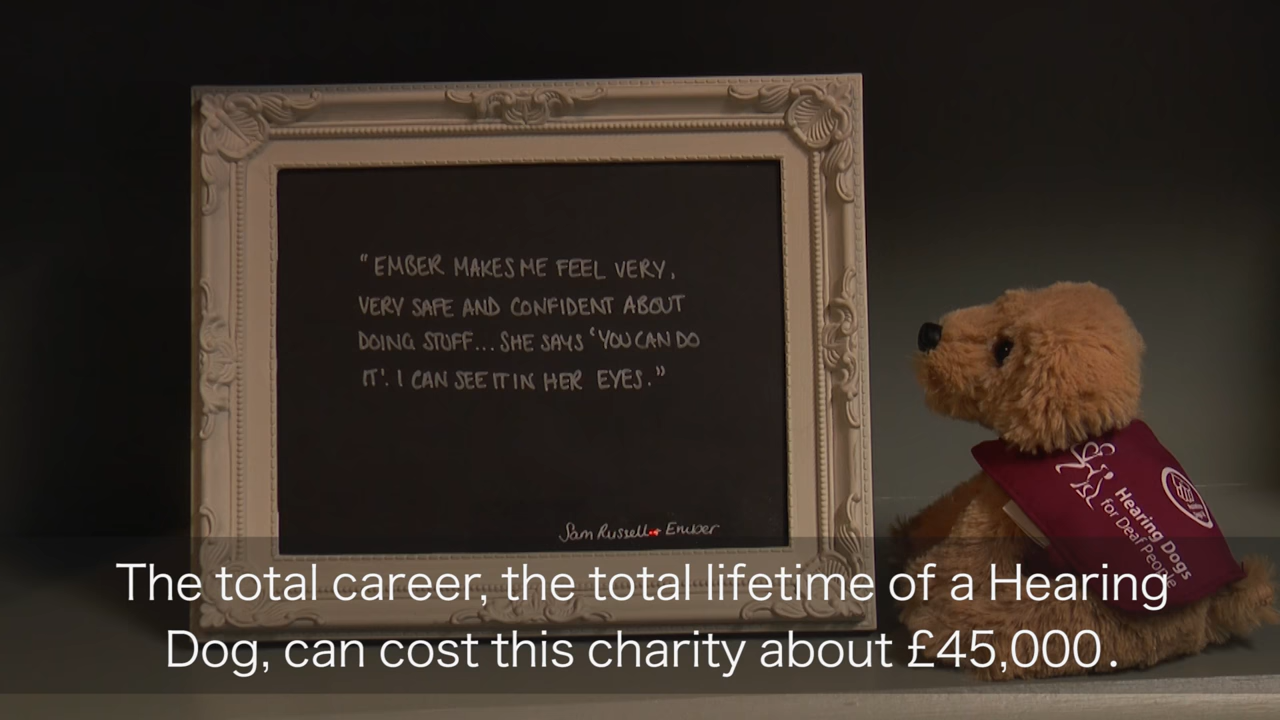 “EMBER MAKES ME FEEL VERY,
VERY SAFE AND CONFIDENT ABOUT
DOING STUFF... SHE SAYS ‘YOU CAN DO
IT’. I CAN SEE IT IN HER EYES.”
Sam Russell Ember
Hearing Dogs
for Deaf People
The total career, the total lifetime of a Hearing
Dog, can cost this charity about £45,000.